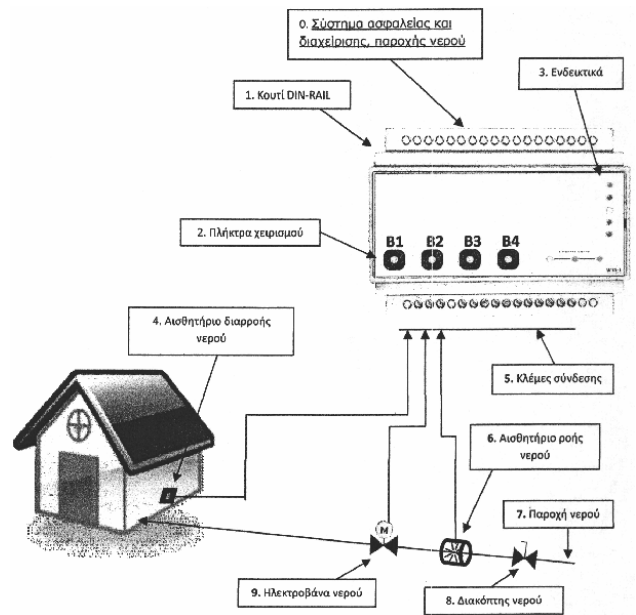 0. Σύστημα ασφαλείας και
διαχείρισης, παροχής νερού
3. Ενδεικτικά
1. Κουτί DIN-RAIL
2. Πλήκτρα χειρισμού
B1 B2 B3 B4
4. Αισθητήριο διαρροής
νερού
5. Κλέμες σύνδεσης
6. Αισθητήριο ροής
νερού
7. Παροχή νερού
M
9. Ηλεκτροβάνα νερού
8. Διακόπτης νερού